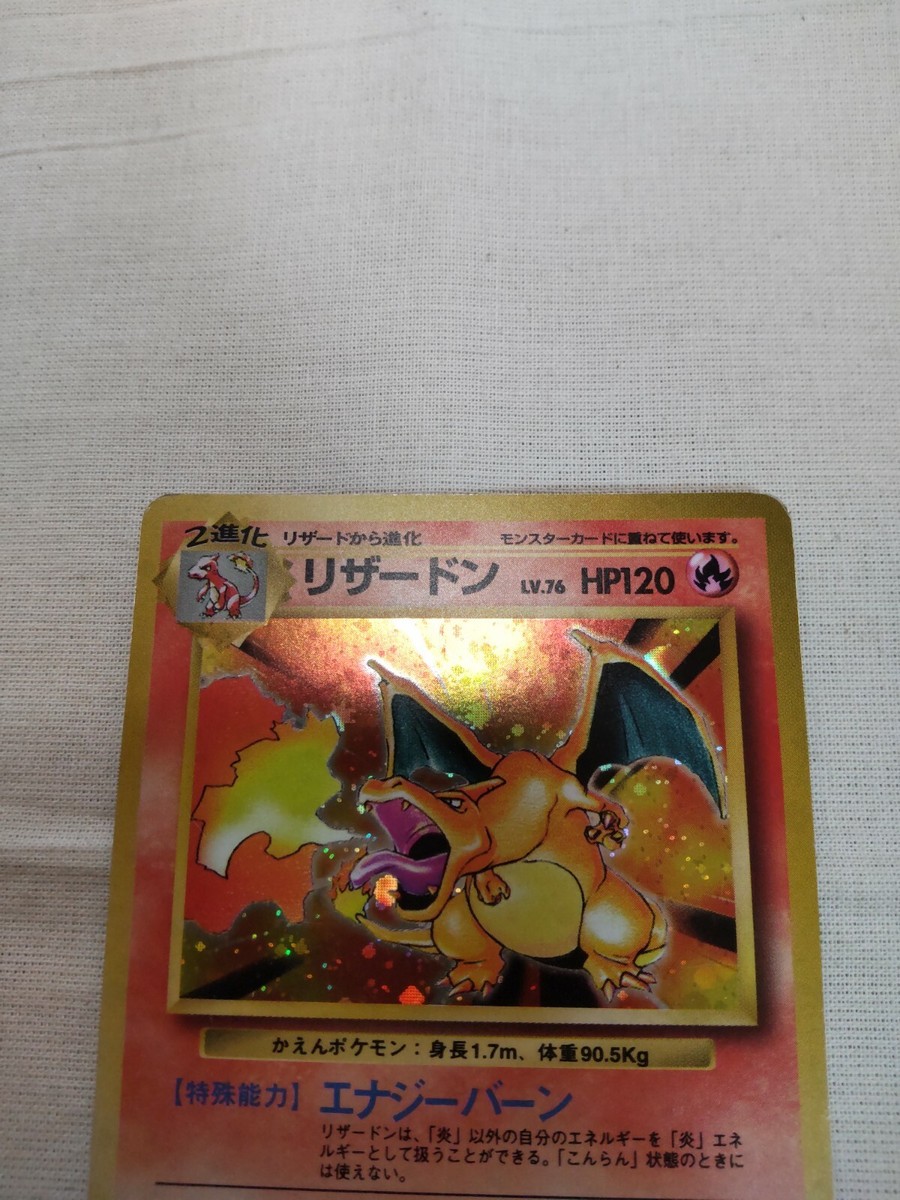 2進化 リザードから進化 モンスターカードに重ねて使います。
リザードン LV.76 HP120
かえんポケモン:身長1.7m、体重90.5Kg
【特殊能力】 エナジーバーン
リザードンは、「炎」以外の自分のエネルギーを「炎」エネ
ルギーとして扱うことができる。「こんらん」状態のときに
は使えない。